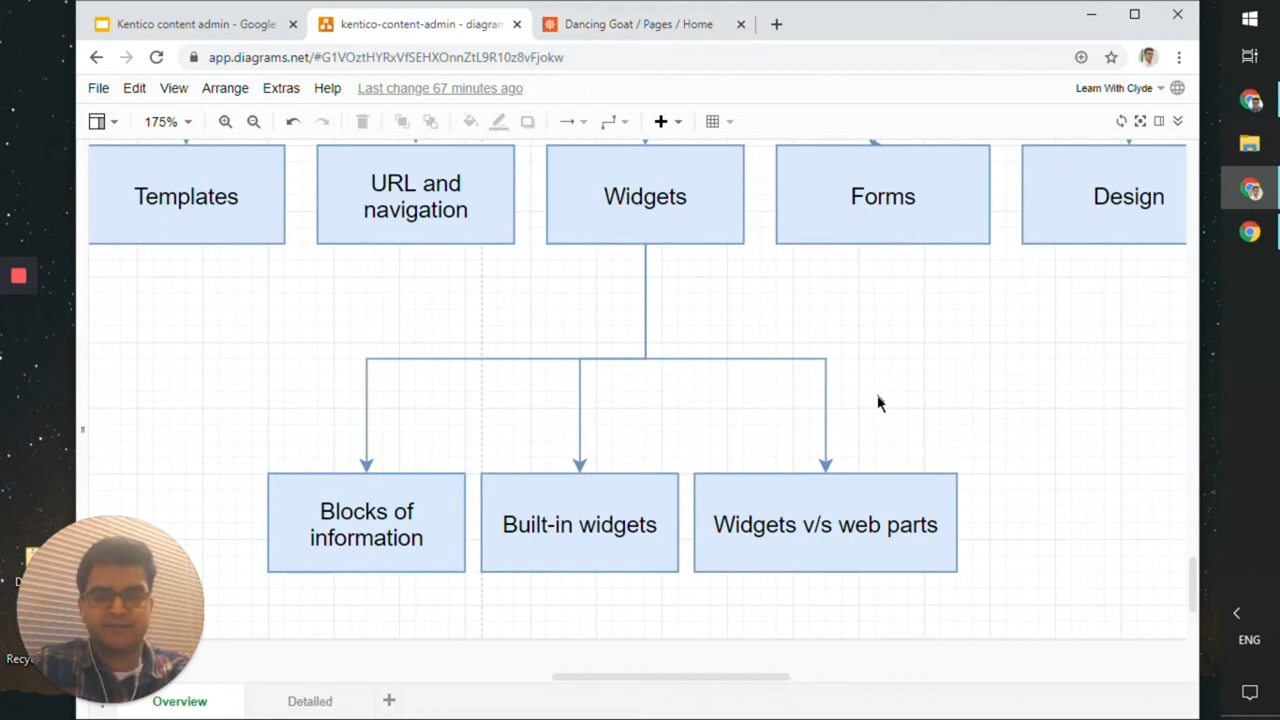 Kentico content admin - Google
kentico-content-admin - diagram
Dancing Goat / Pages / Home
app.diagrams.net/#G1VOztHYRxVfSEHXOnnZtL9R10z8vFjokw
File Edit View Arrange Extras Help Last change 67 minutes ago
Learn With Clyde
175%
Templates
URL and
navigation
Widgets
Forms
Design
Blocks of
information
Built-in widgets
Widgets v/s web parts
Overview
Detailed
ENG